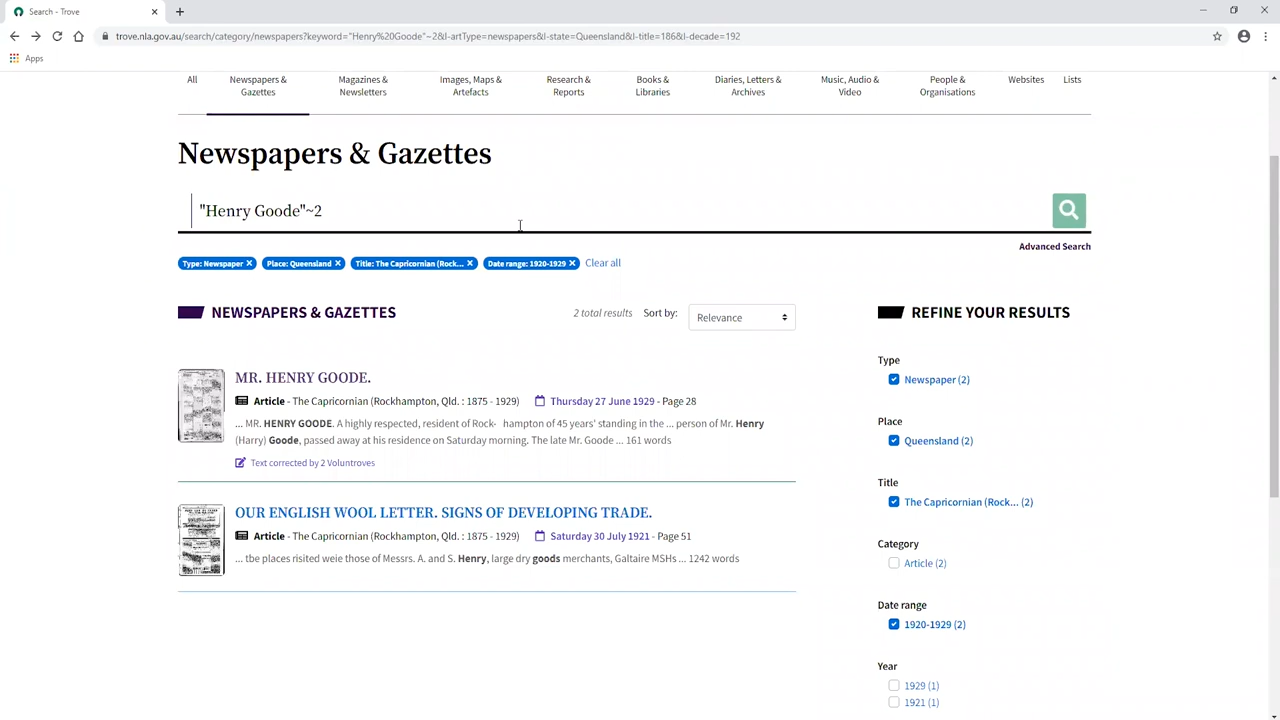 Search - Trove
trove.nla.gov.au/search/category/newspapers?keyword="Henry%20Goode"~2&l-artType=newspapers&l-state=Queensland&l-title=186&l-decade=192
Apps
All
Newspapers &
Gazettes
Magazines &
Newsletters
Images, Maps &
Artefacts
Research &
Reports
Books &
Libraries
Diaries, Letters &
Archives
Music, Audio &
Video
People &
Organisations
Websites
Lists
Newspapers & Gazettes
"Henry Goode"~2
Advanced Search
Type: Newspaper ×
Place: Queensland ×
Title: The Capricornian (Rock... ×
Date range: 1920-1929 ×
Clear all
NEWSPAPERS & GAZETTES
2 total results
Sort by:
Relevance
MR. HENRY GOODE.
Article - The Capricornian (Rockhampton, Qld. : 1875 - 1929)
Thursday 27 June 1929 - Page 28
... MR. HENRY GOODE. A highly respected, resident of Rock- hampton of 45 years' standing in the ... person of Mr. Henry
(Harry) Goode, passed away at his residence on Saturday morning. The late Mr. Goode ... 161 words
Text corrected by 2 Voluntroves
OUR ENGLISH WOOL LETTER. SIGNS OF DEVELOPING TRADE.
Article - The Capricornian (Rockhampton, Qld. : 1875 - 1929)
Saturday 30 July 1921 - Page 51
... tbe places risited weie those of Messrs. A. and S. Henry, large dry goods merchants, Galtaire MSHs ... 1242 words
REFINE YOUR RESULTS
Type
Newspaper (2)
Place
Queensland (2)
Title
The Capricornian (Rock... (2)
Category
Article (2)
Date range
1920-1929 (2)
Year
1929 (1)
1921 (1)